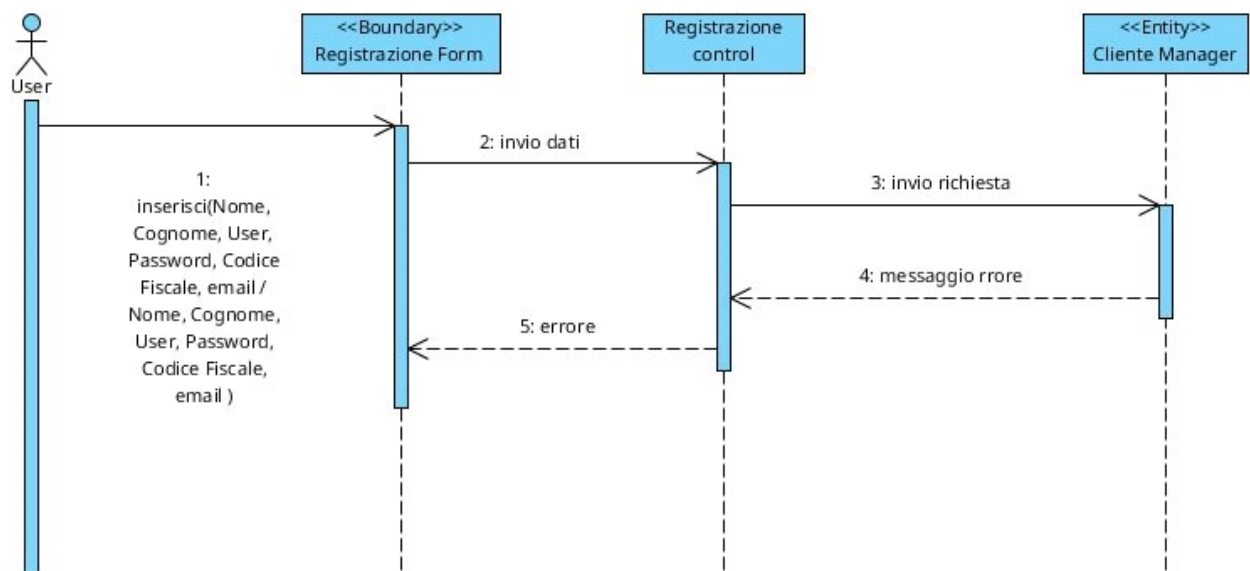 User
<<Boundary>>
Registrazione Form
Registrazione
control
<<Entity>>
Cliente Manager
1:
inserisci(Nome,
Cognome, User,
Password, Codice
Fiscale, email /
Nome, Cognome,
User, Password,
Codice Fiscale,
email )
2: invio dati
3: invio richiesta
4: messaggio rrore
5: errore